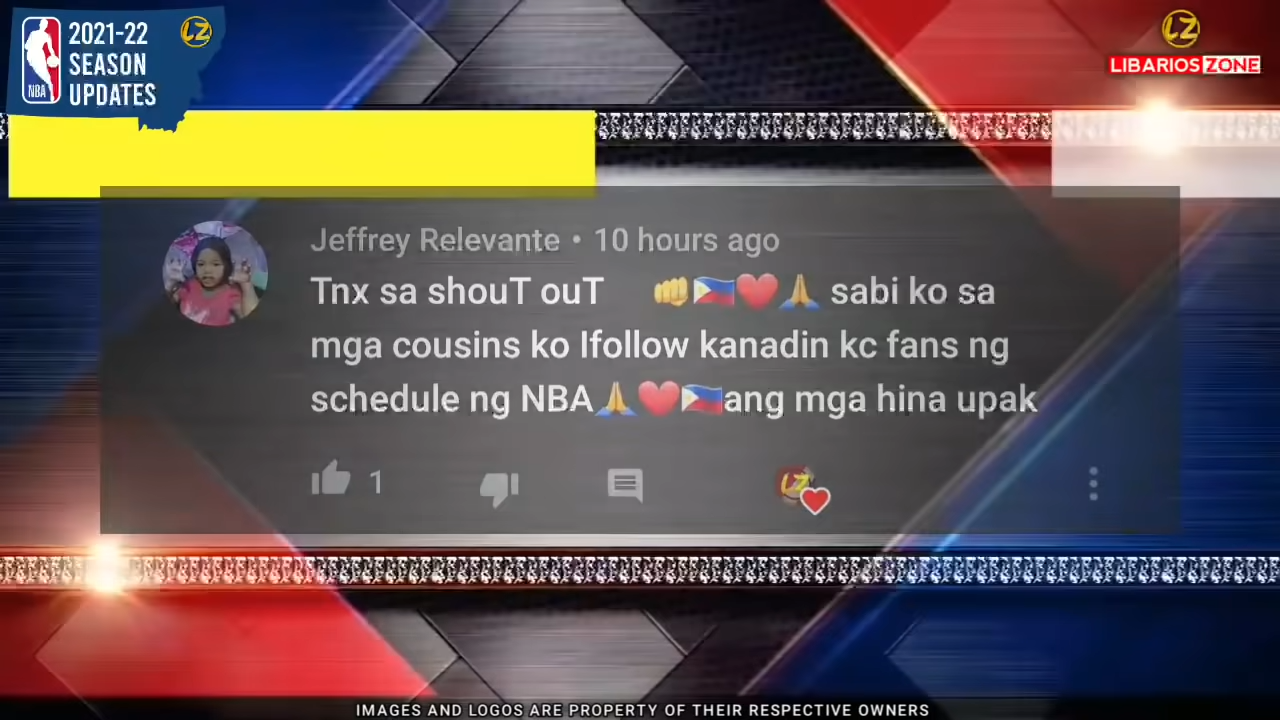 2021-22
SEASON
UPDATES
NBA
LZ
LZ
LIBARIOS ZONE
Jeffrey Relevante • 10 hours ago
Tnx sa shouT ouT 👊🇵🇭❤️🙏 sabi ko sa
mga cousins ko Ifollow kanadin kc fans ng
schedule ng NBA🙏❤️🇵🇭ang mga hina upak
1
LZ
IMAGES AND LOGOS ARE PROPERTY OF THEIR RESPECTIVE OWNERS